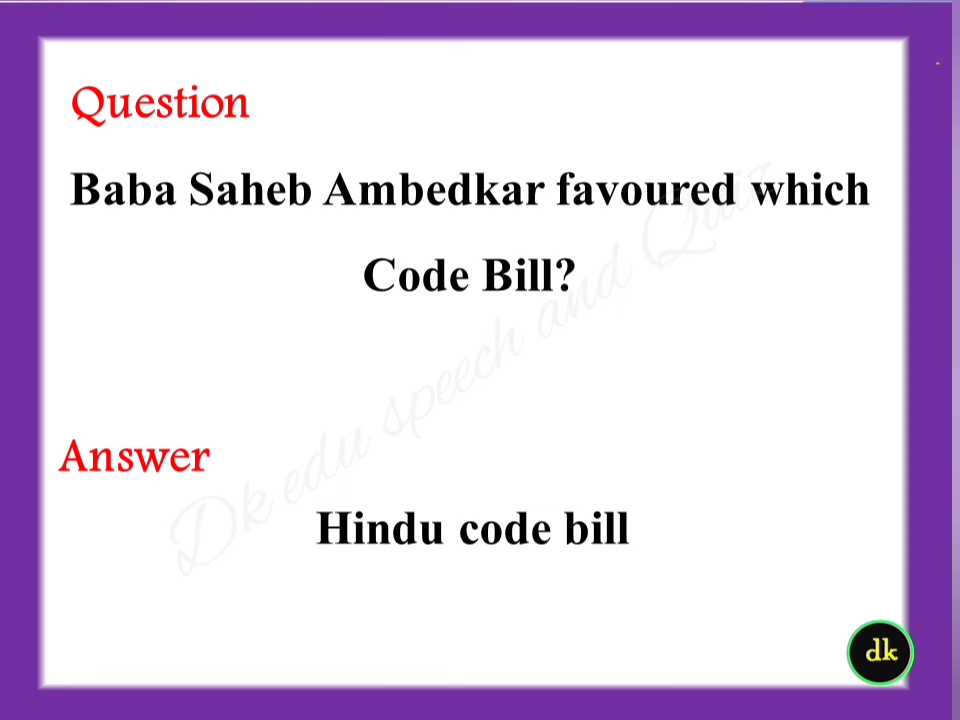 Question
Baba Saheb Ambedkar favoured which
Code Bill?
Dk edu speech and Quiz
Answer
Hindu code bill
dk